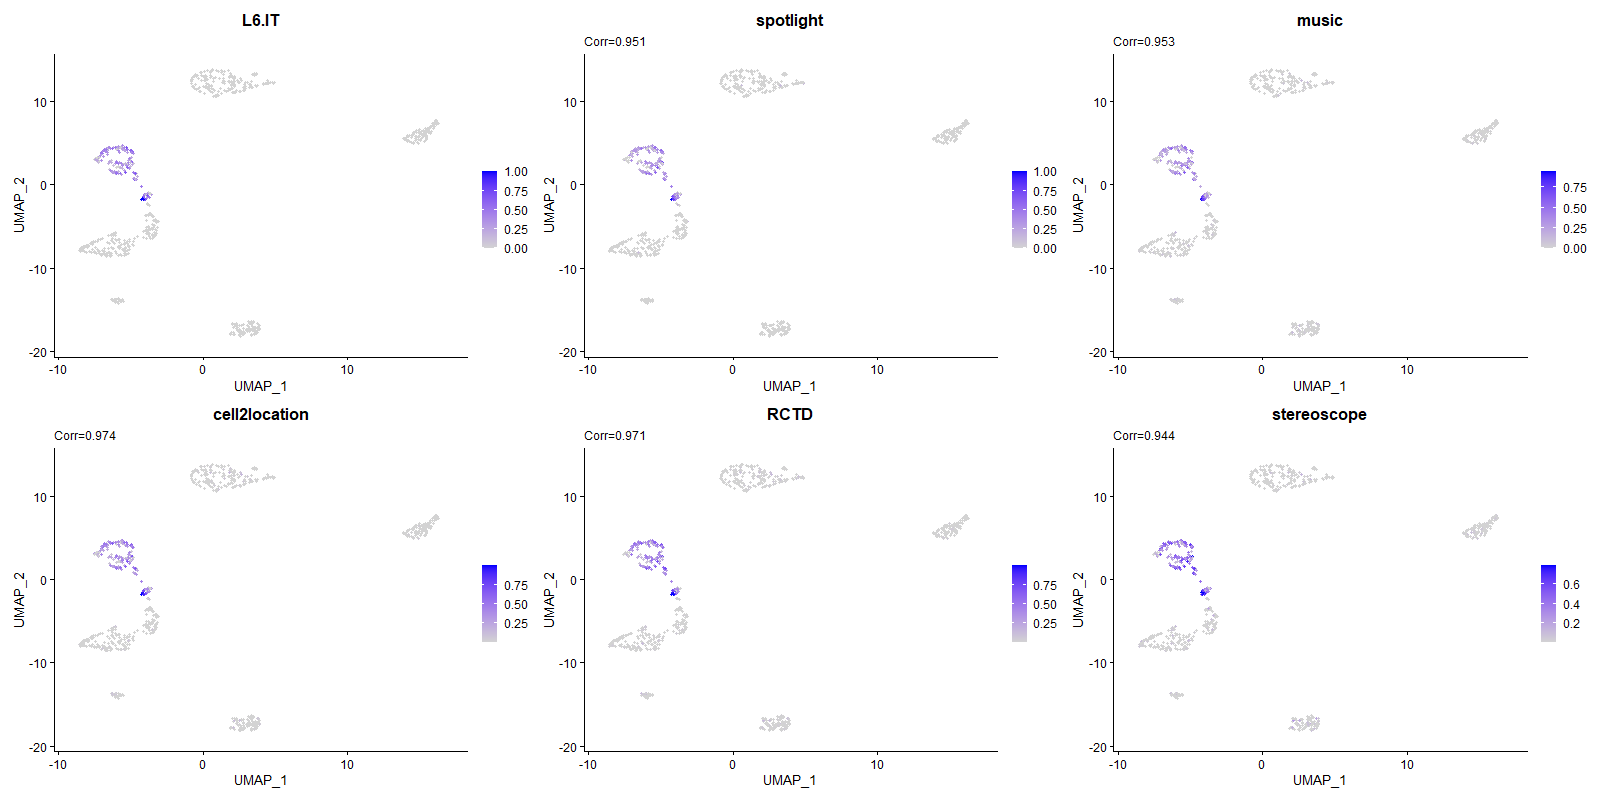 L6.IT
10
0
-10
-20
-10
0
10
UMAP_2
UMAP_1
1.00
0.75
0.50
0.25
0.00
spotlight
Corr=0.951
10
0
-10
-20
-10
0
10
UMAP_2
UMAP_1
1.00
0.75
0.50
0.25
0.00
music
Corr=0.953
10
0
-10
-20
-10
0
10
UMAP_2
UMAP_1
0.75
0.50
0.25
0.00
cell2location
Corr=0.974
10
0
-10
-20
-10
0
10
UMAP_2
UMAP_1
0.75
0.50
0.25
RCTD
Corr=0.971
10
0
-10
-20
-10
0
10
UMAP_2
UMAP_1
0.75
0.50
0.25
stereoscope
Corr=0.944
10
0
-10
-20
-10
0
10
UMAP_2
UMAP_1
0.6
0.4
0.2